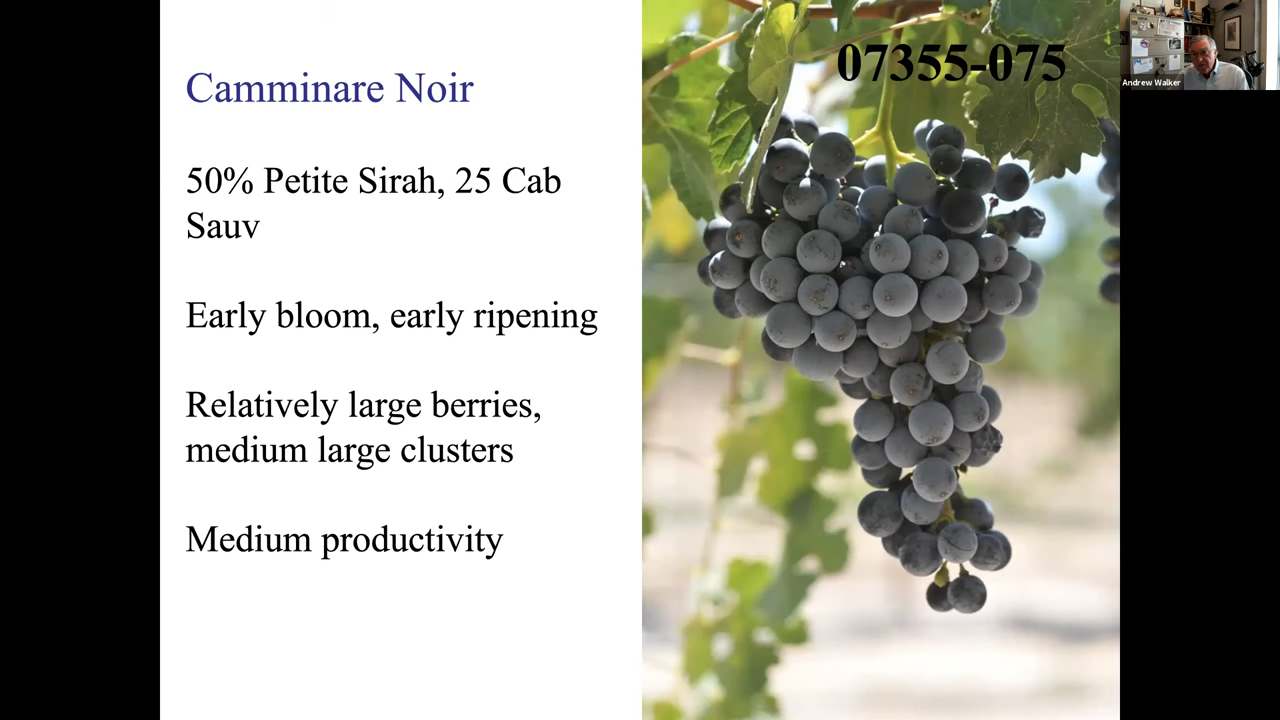 Camminare Noir
50% Petite Sirah, 25 Cab
Sauv
Early bloom, early ripening
Relatively large berries,
medium large clusters
Medium productivity
07355-075
Andrew Walker